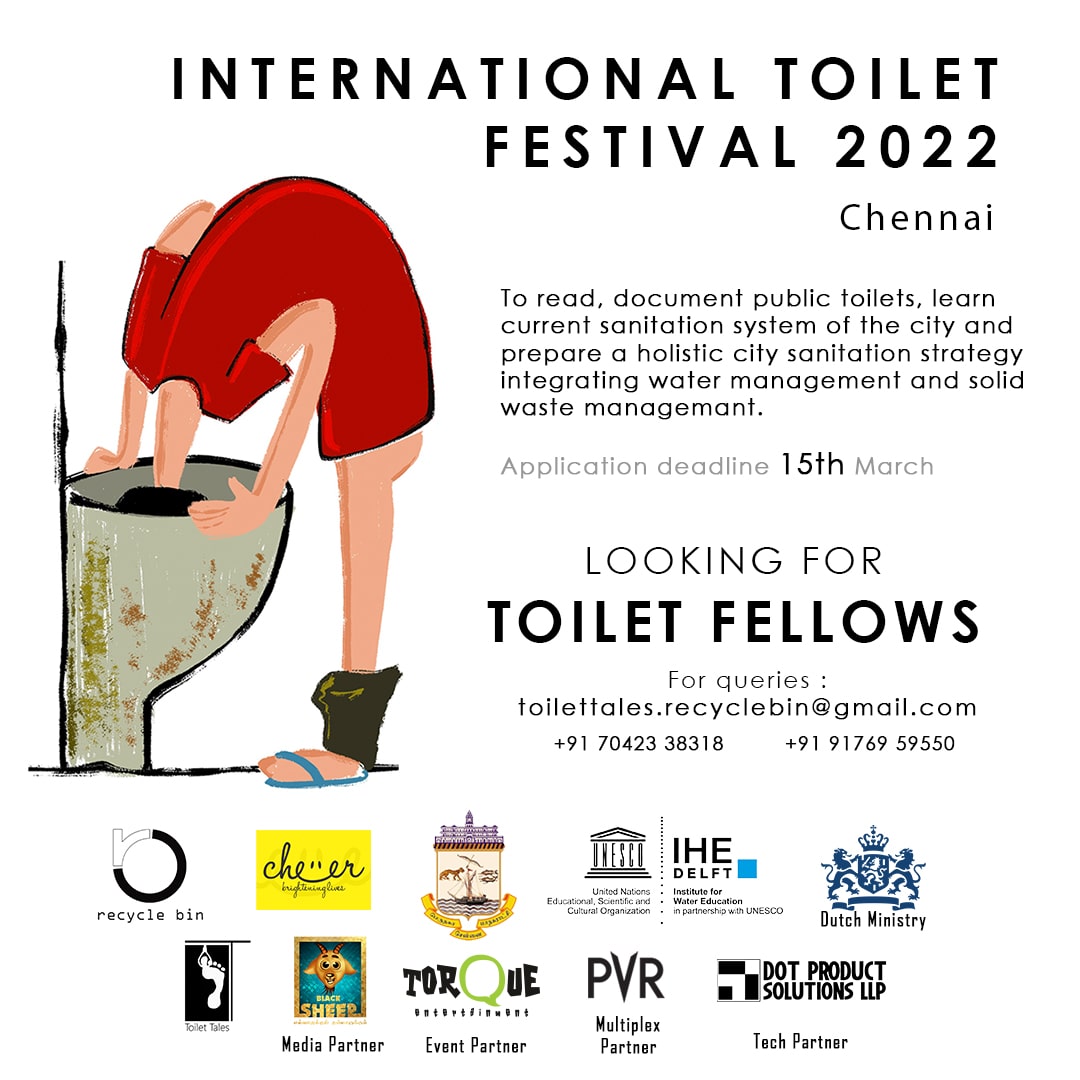 INTERNATIONAL TOILET
FESTIVAL 2022
Chennai
To read, document public toilets, learn
current sanitation system of the city and
prepare a holistic city sanitation strategy
integrating water management and solid
waste managemant.
Application deadline 15th March
LOOKING FOR
TOILET FELLOWS
For queries :
toilettales.recyclebin@gmail.com
+91 70423 38318 +91 91769 59550
recycle bin
che:er
brightening lives
UNESCO
United Nations
Educational, Scientific and
Cultural Organization
IHE
DELFT
Institute for
Water Education
in partnership with UNESCO
Dutch Ministry
Toilet Tales
BLACK
SHEEP
Media Partner
TORQUE
entertainment
Event Partner
PVR
Multiplex
Partner
DOT PRODUCT
SOLUTIONS LLP
Tech Partner